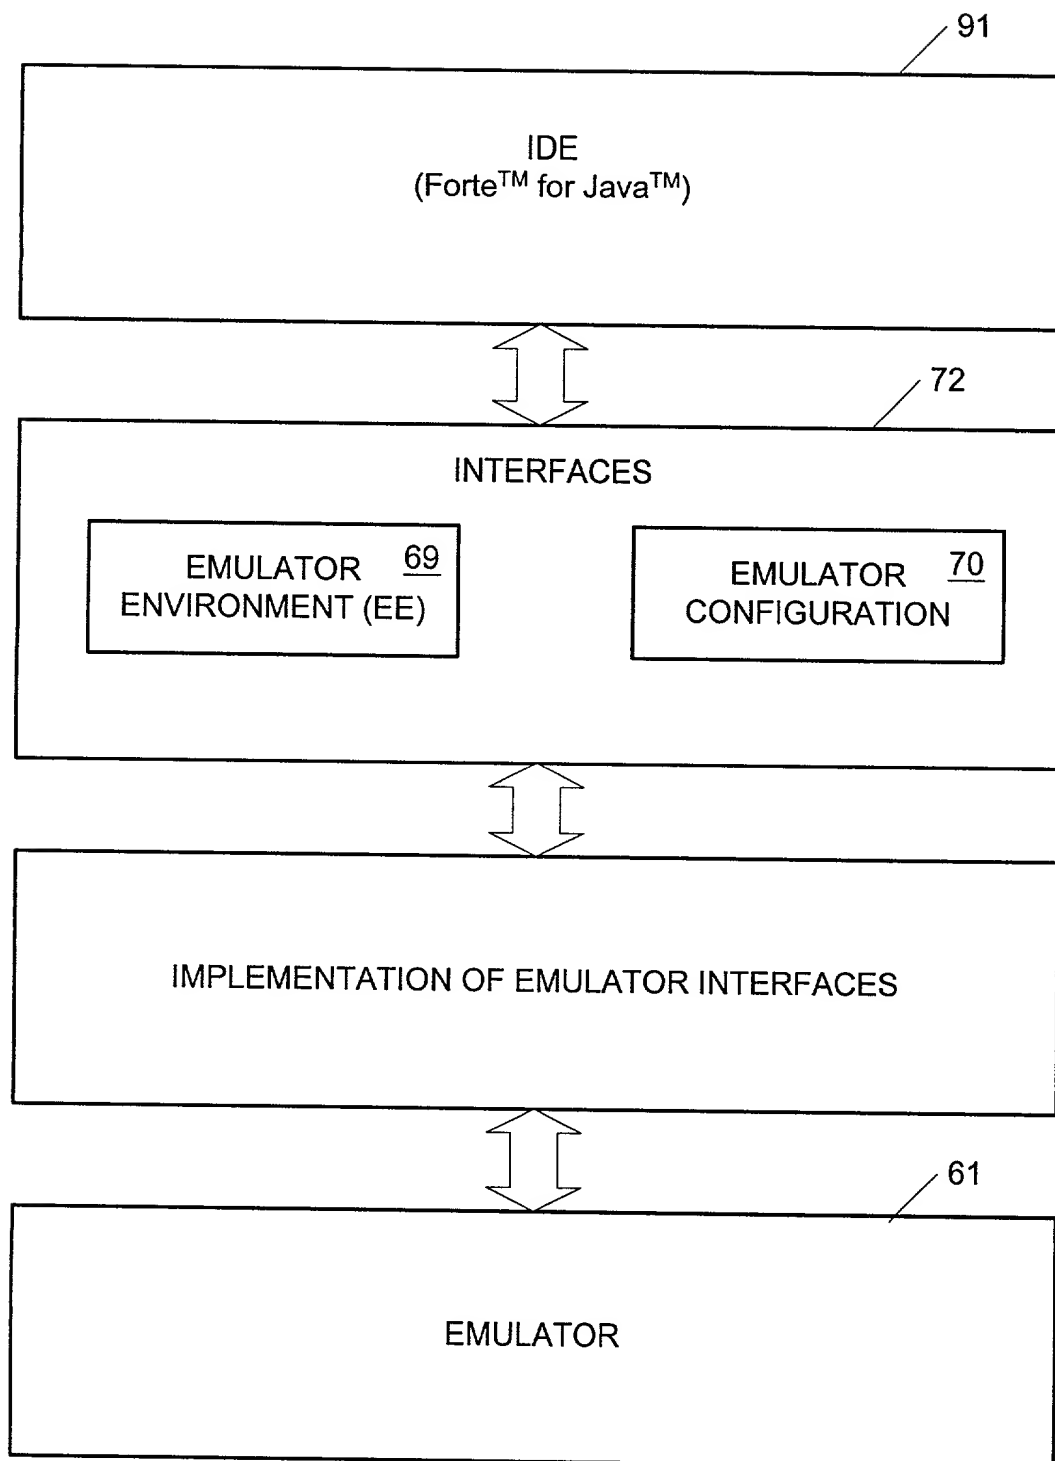 91
IDE
(Forte™ for Java™)
72
INTERFACES
EMULATOR 69
ENVIRONMENT (EE)
EMULATOR 70
CONFIGURATION
IMPLEMENTATION OF EMULATOR INTERFACES
61
EMULATOR